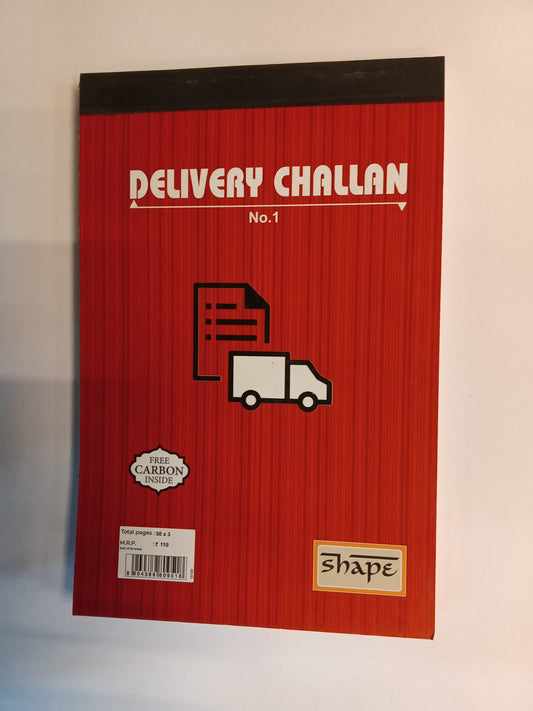 DELIVERY CHALLAN
No.1
FREE
CARBON
INSIDE
Total pages : 50 x 3
M.R.P. : ₹ 110
shape